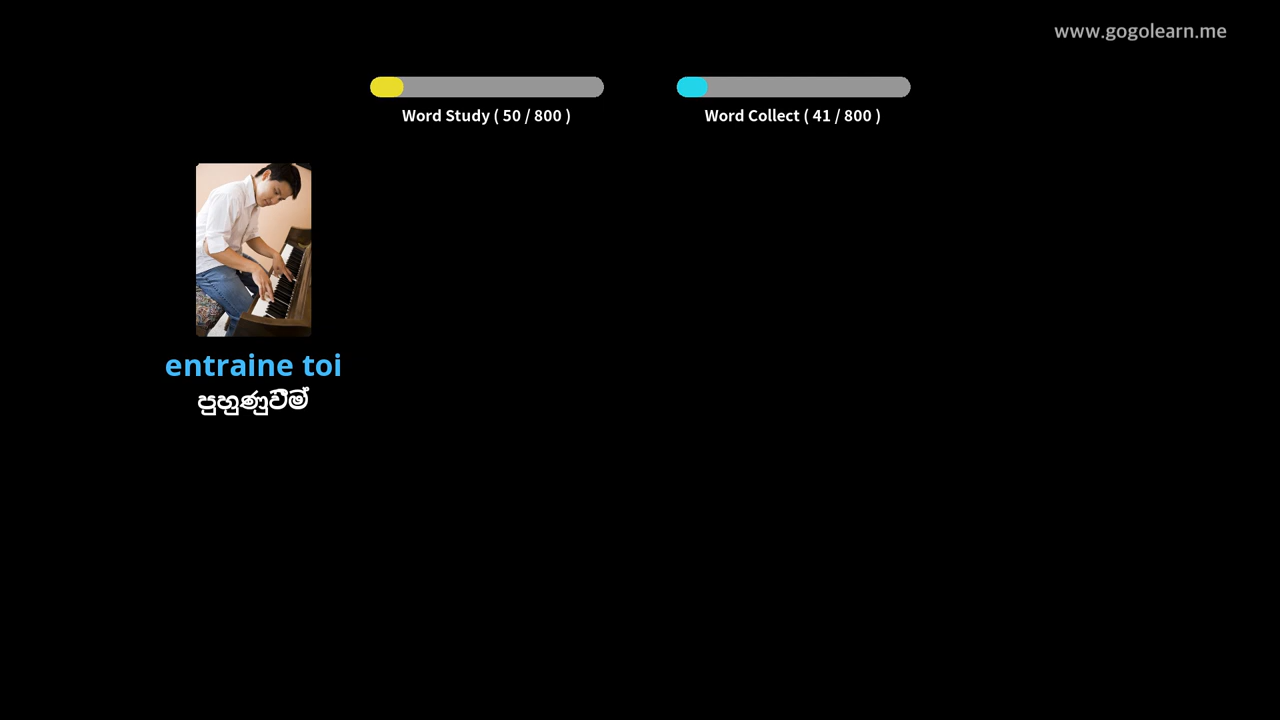 www.gogolearn.me
Word Study ( 50 / 800 )
Word Collect ( 41 / 800 )
entraine toi
පුහුණුවීම්